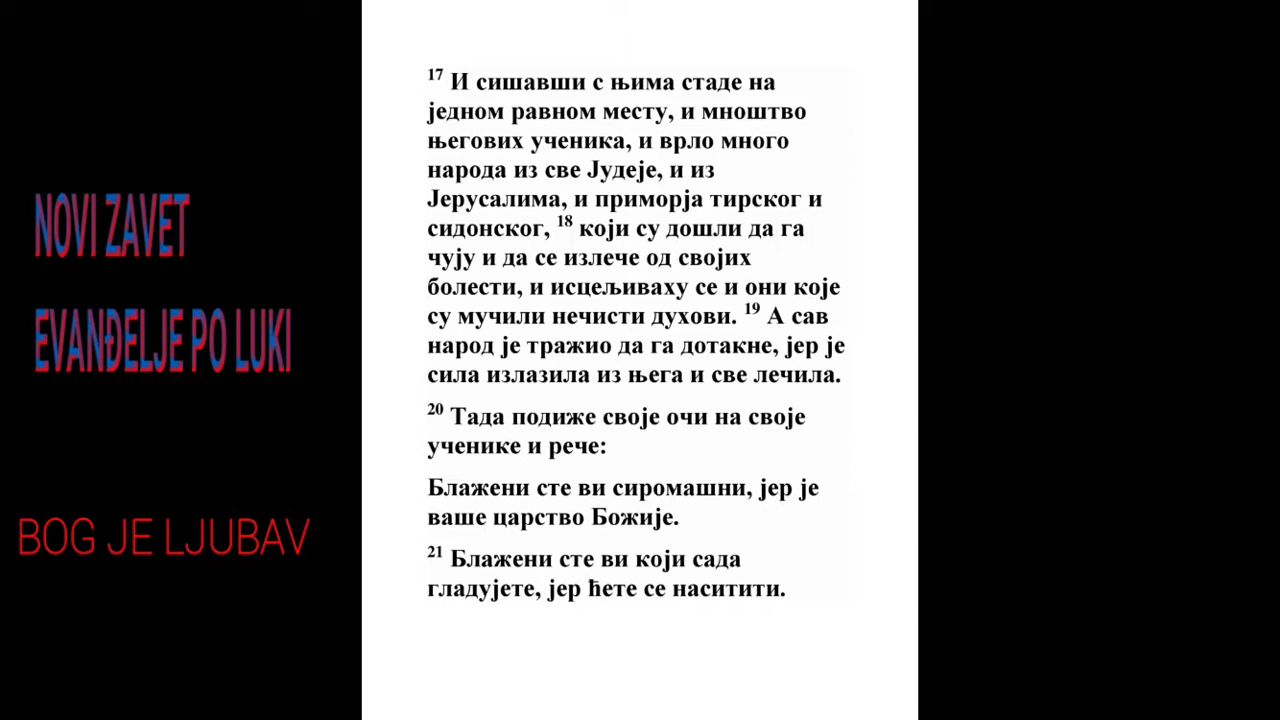 NOVI ZAVET
EVANĐELJE PO LUKI
BOG JE LJUBAV
17 И сишавши с њима стаде на
једном равном месту, и мноштво
његових ученика, и врло много
народа из све Јудеје, и из
Јерусалима, и приморја тирског и
сидонског, 18 који су дошли да га
чују и да се излече од својих
болести, и исцељиваху се и они које
су мучили нечисти духови. 19 А сав
народ је тражио да га дотакне, јер је
сила излазила из њега и све лечила.
20 Тада подиже своје очи на своје
ученике и рече:
Блажени сте ви сиромашни, јер је
ваше царство Божије.
21 Блажени сте ви који сада
гладујете, јер ћете се наситити.